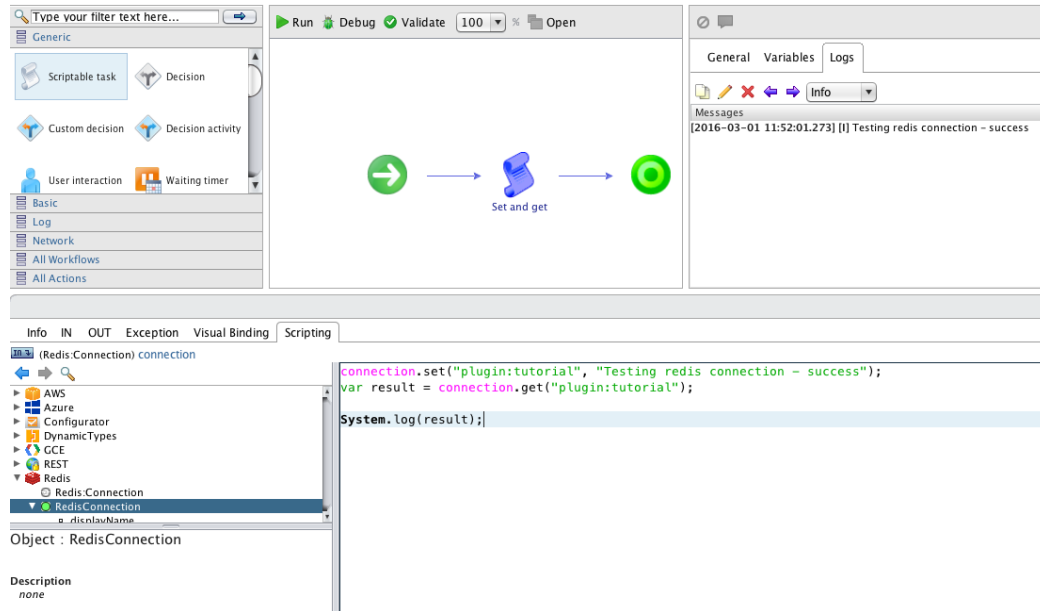 Type your filter text here...
Run Debug Validate 100 % Open
Generic
General Variables Logs
Scriptable task Decision
Info
Messages
[2016-03-01 11:52:01.273] [I] Testing redis connection - success
Custom decision Decision activity
User interaction Waiting timer
Set and get
Basic
Log
Network
All Workflows
All Actions
Info IN OUT Exception Visual Binding Scripting
IN (Redis:Connection) connection
connection.set("plugin:tutorial", "Testing redis connection - success");
var result = connection.get("plugin:tutorial");
System.log(result);
AWS
Azure
Configurator
DynamicTypes
GCE
REST
Redis
Redis:Connection
RedisConnection
displayName
Object : RedisConnection
Description
none